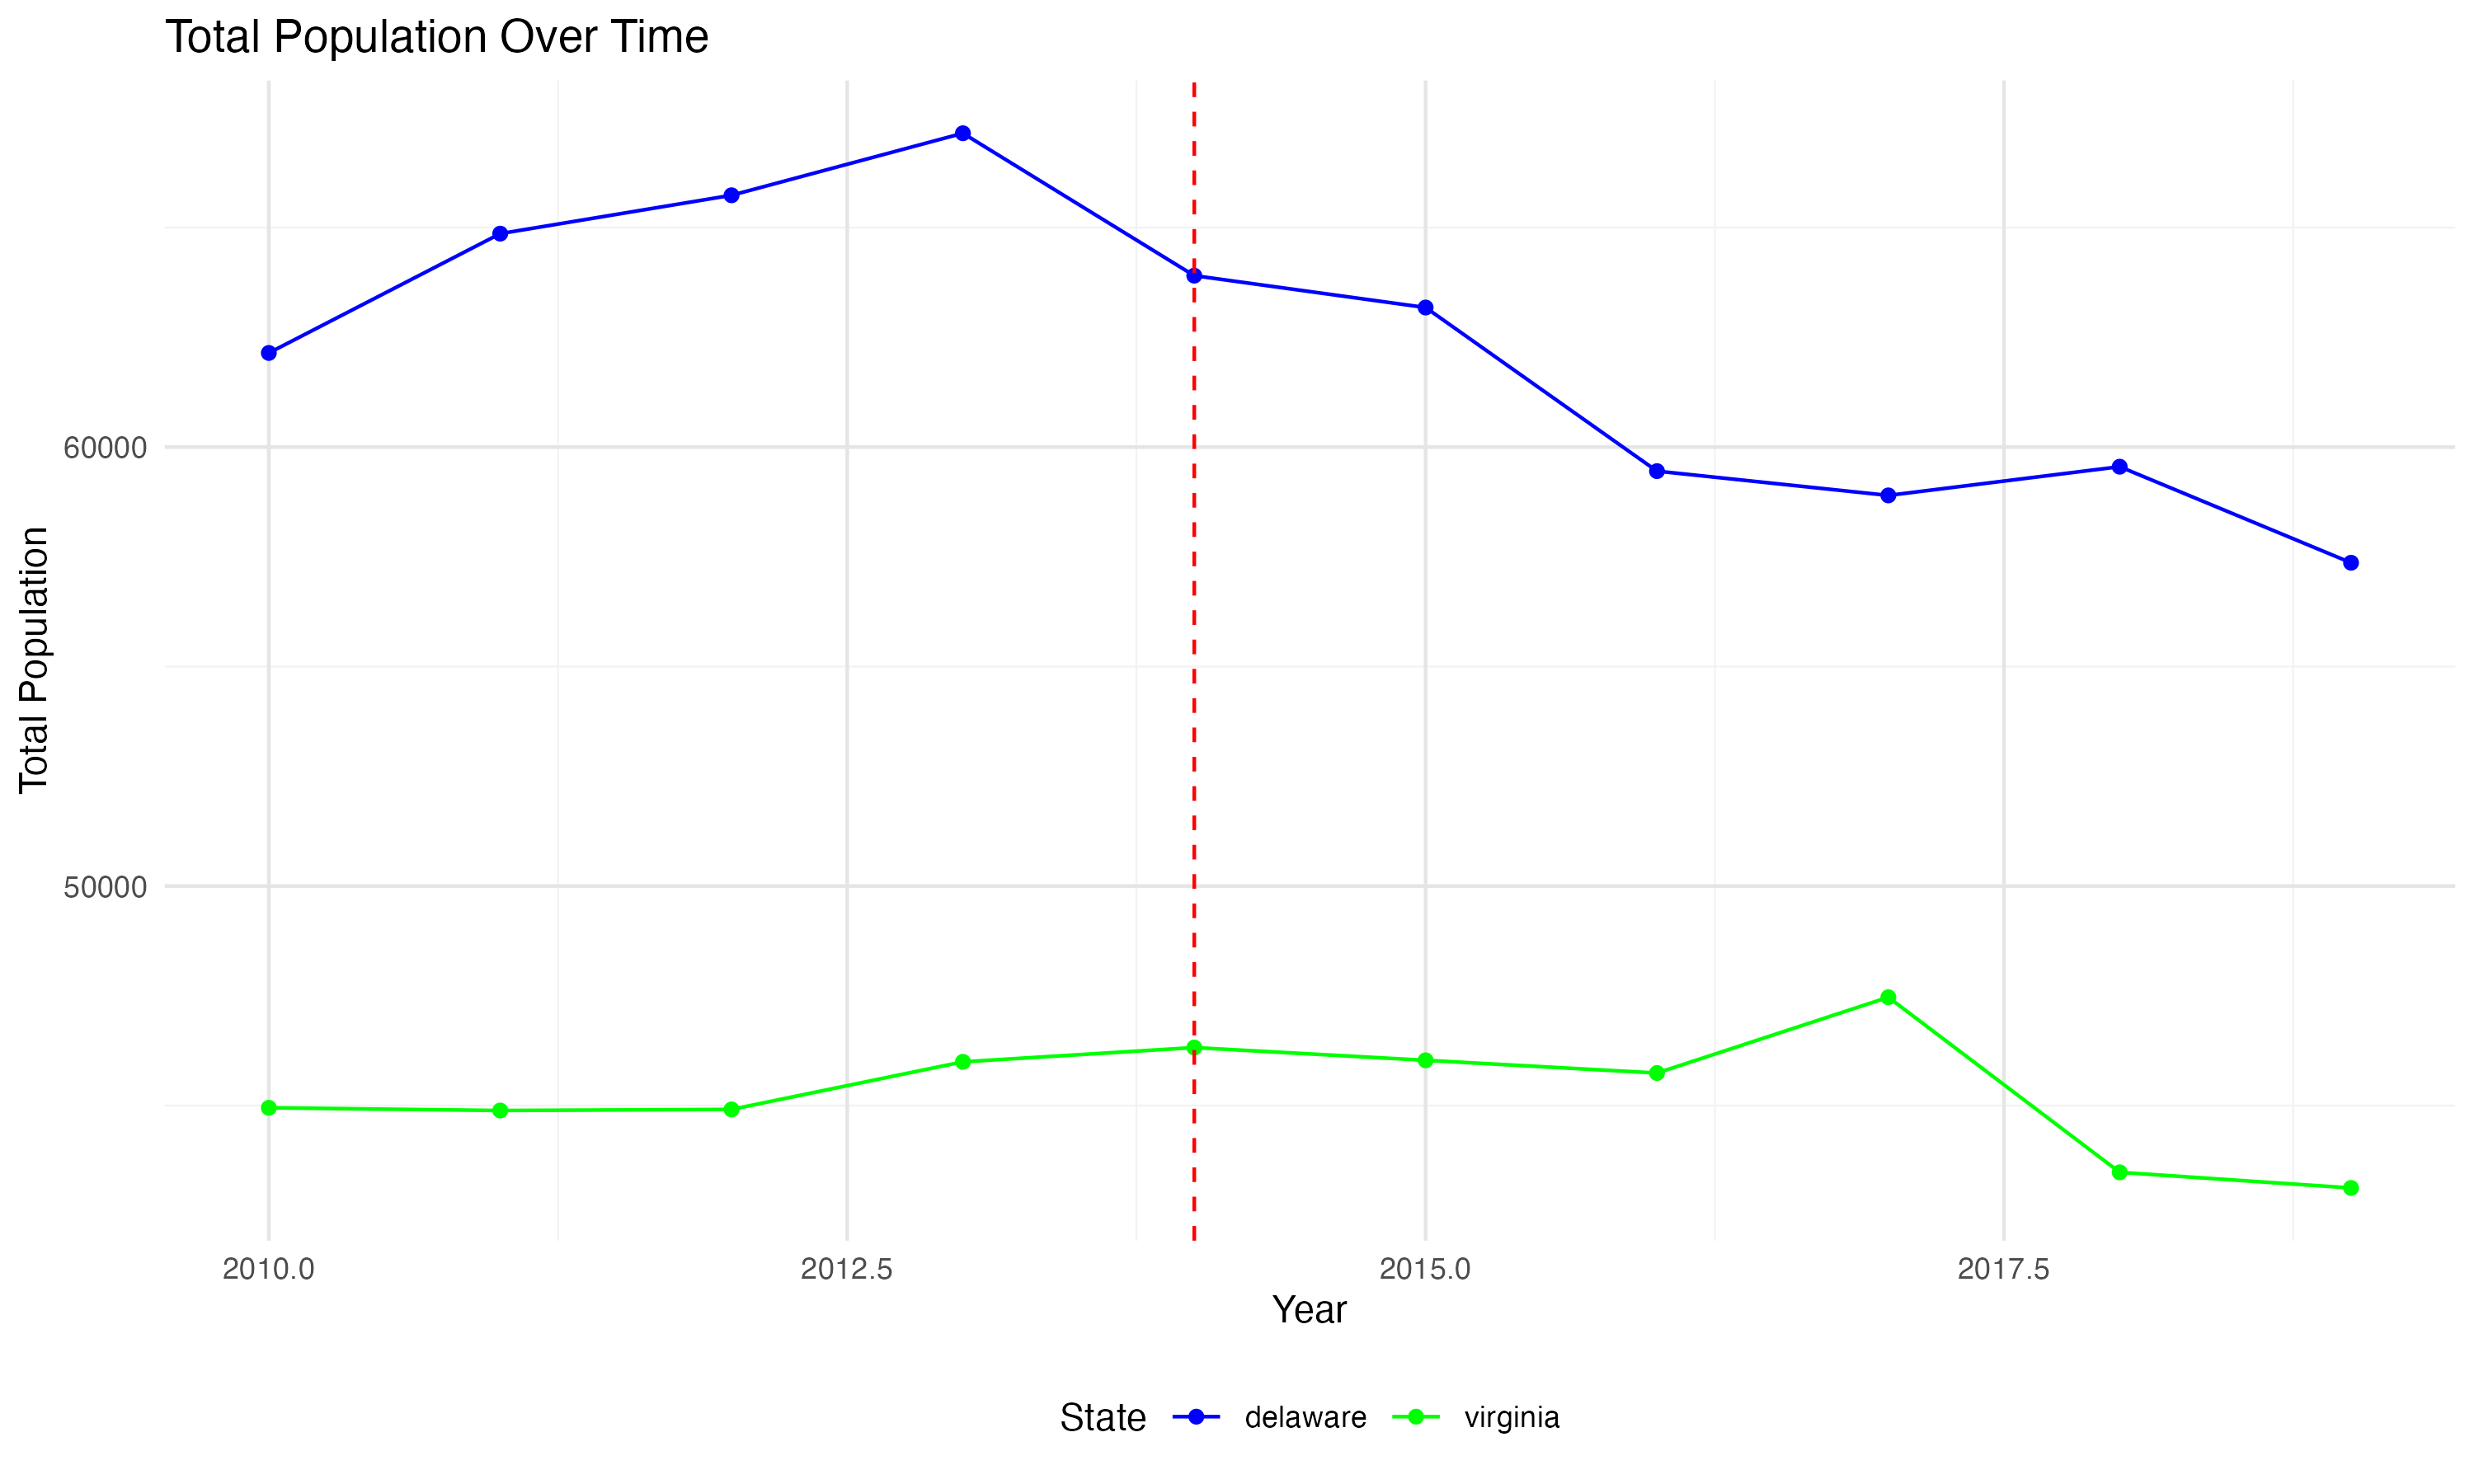 Total Population Over Time
Total Population
60000
50000
2010.0 2012.5 2015.0 2017.5
Year
State delaware virginia